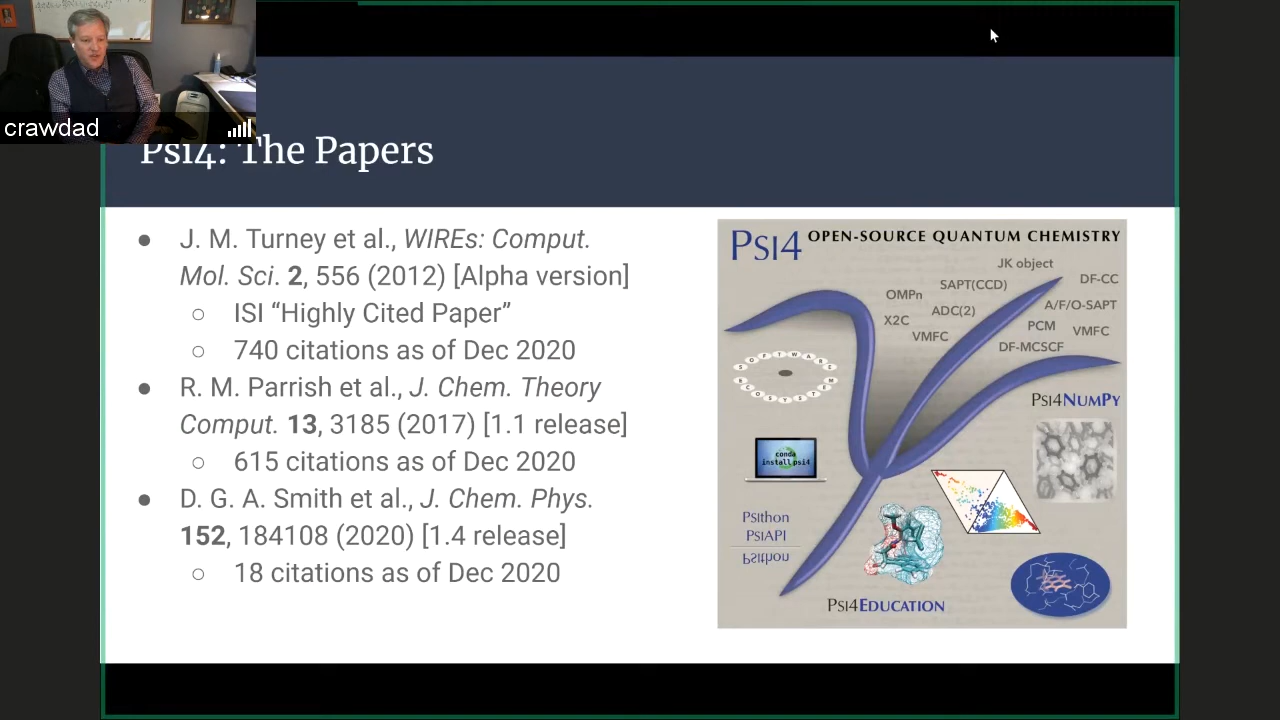 crawdad
Psi4: The Papers
● J. M. Turney et al., WIREs: Comput.
Mol. Sci. 2, 556 (2012) [Alpha version]
○ ISI “Highly Cited Paper”
○ 740 citations as of Dec 2020
● R. M. Parrish et al., J. Chem. Theory
Comput. 13, 3185 (2017) [1.1 release]
○ 615 citations as of Dec 2020
● D. G. A. Smith et al., J. Chem. Phys.
152, 184108 (2020) [1.4 release]
○ 18 citations as of Dec 2020
PSI4 OPEN-SOURCE QUANTUM CHEMISTRY
JK object
SAPT(CCD)
DF-CC
OMPn
A/F/O-SAPT
ADC(2)
X2C
PCM
VMFC
VMFC
DF-MCSCF
SOFTWARE
ECOSYSTEM
PSI4NUMPY
conda
install psi4
PSIthon
PSIAPI
PSIthon
PSI4EDUCATION